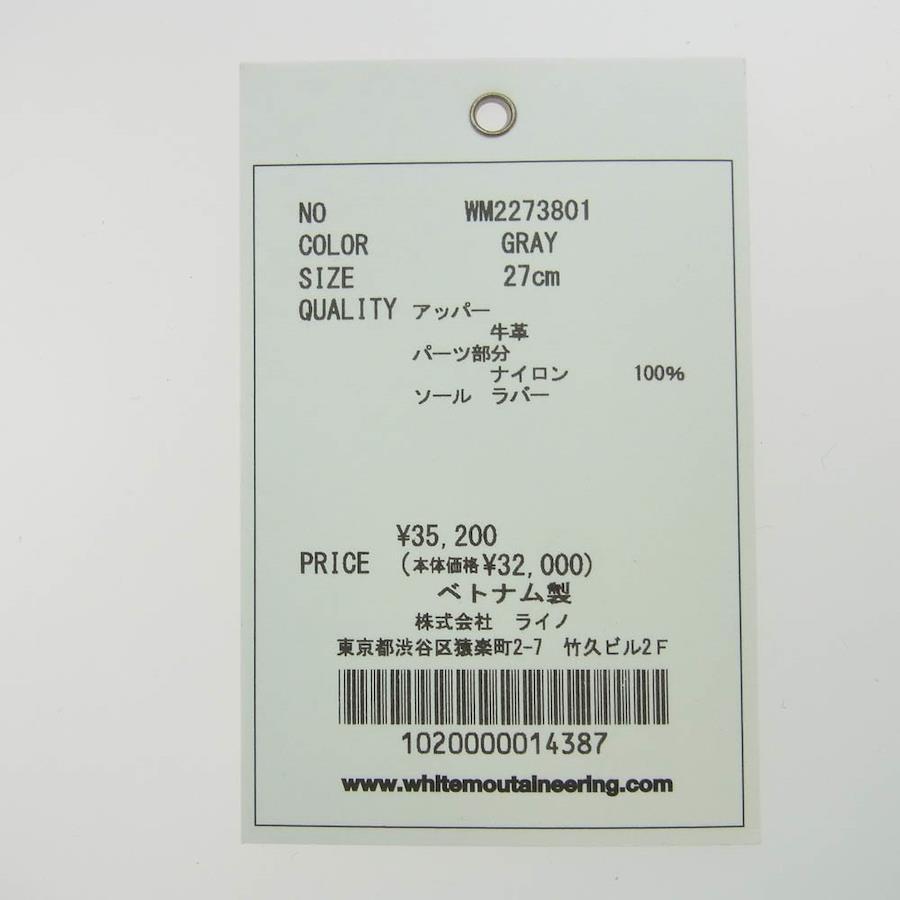 NO WM2273801
COLOR GRAY
SIZE 27cm
QUALITY アッパー
牛革
パーツ部分
ナイロン 100%
ソール ラバー
¥35,200
PRICE (本体価格¥32,000)
ベトナム製
株式会社 ライノ
東京都渋谷区猿楽町2-7 竹久ビル2F
1020000014387
www.whitemoutaineering.com